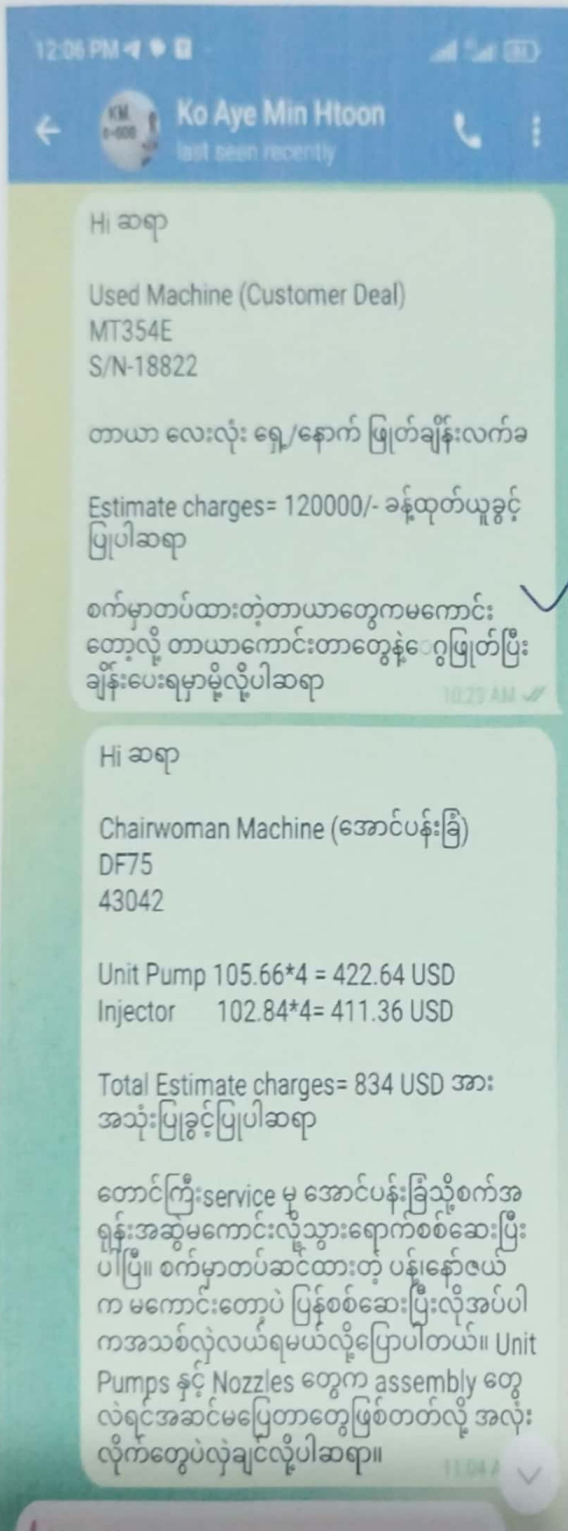 12:06 PM
Ko Aye Min Htoon
last seen recently
Hi ဆရာ
Used Machine (Customer Deal)
MT354E
S/N-18822
တာယာ လေးလုံး ရှေ့/နောက် ဖြုတ်ချိန်းလက်ခ
Estimate charges= 120000/- ခန့်ထုတ်ယူခွင့်
ပြုပါဆရာ
စက်မှာတပ်ထားတဲ့တာယာတွေကမကောင်း
တော့လို့ တာယာကောင်းတာတွေနဲ့ ေဂွဖြုတ်ပြီး
ချိန်းပေးရမှာမို့လို့ပါဆရာ
10:23 AM
Hi ဆရာ
Chairwoman Machine (အောင်ပန်းခြံ)
DF75
43042
Unit Pump 105.66*4 = 422.64 USD
Injector 102.84*4= 411.36 USD
Total Estimate charges= 834 USD အား
အသုံးပြုခွင့်ပြုပါဆရာ
တောင်ကြီးservice မှ အောင်ပန်းခြံသို့စက်အ
ရုန်းအဆွဲမကောင်းလို့သွားရောက်စစ်ဆေးပြီး
ပါပြီ။ စက်မှာတပ်ဆင်ထားတဲ့ ပန့်၊နော်ဇယ်
က မကောင်းတော့ပဲ ပြန်စစ်ဆေးပြီးလိုအပ်ပါ
ကအသစ်လဲလှယ်ရမယ်လို့ပြောပါတယ်။ Unit
Pumps နှင့် Nozzles တွေက assembly တွေ
လဲရင်အဆင်မပြေတာတွေဖြစ်တတ်လို့ အလုံး
လိုက်တွေပဲလဲချင်လို့ပါဆရာ။
11:04